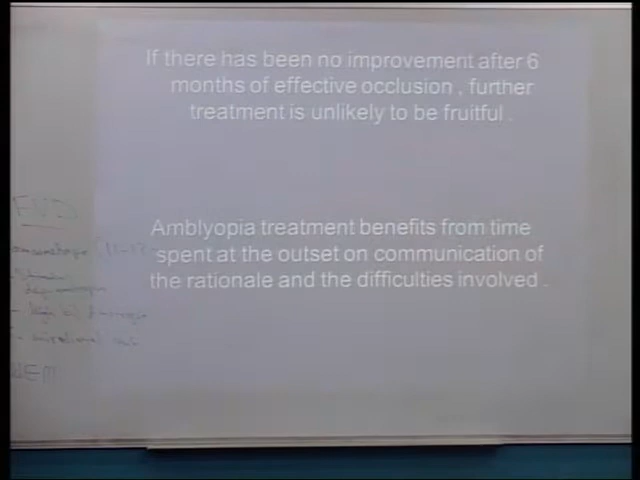 If there has been no improvement after 6
months of effective occlusion , further
treatment is unlikely to be fruitful .
Amblyopia treatment benefits from time
spent at the outset on communication of
the rationale and the difficulties involved .